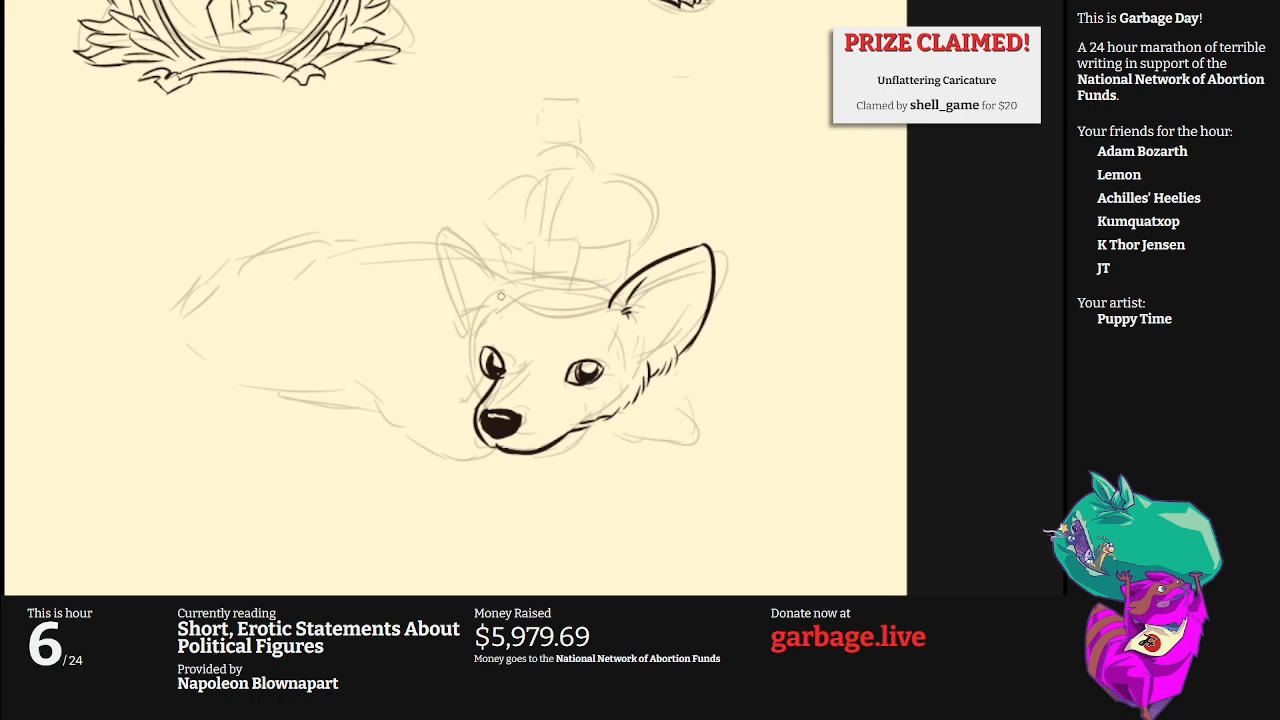 PRIZE CLAIMED!
Unflattering Caricature
Clamed by shell_game for $20
This is Garbage Day!
A 24 hour marathon of terrible
writing in support of the
National Network of Abortion
Funds.
Your friends for the hour:
Adam Bozarth
Lemon
Achilles' Heelies
Kumquatxop
K Thor Jensen
JT
Your artist:
Puppy Time
This is hour
6/24
Currently reading
Short, Erotic Statements About
Political Figures
Provided by
Napoleon Blownapart
Money Raised
$5,979.69
Money goes to the National Network of Abortion Funds
Donate now at
garbage.live